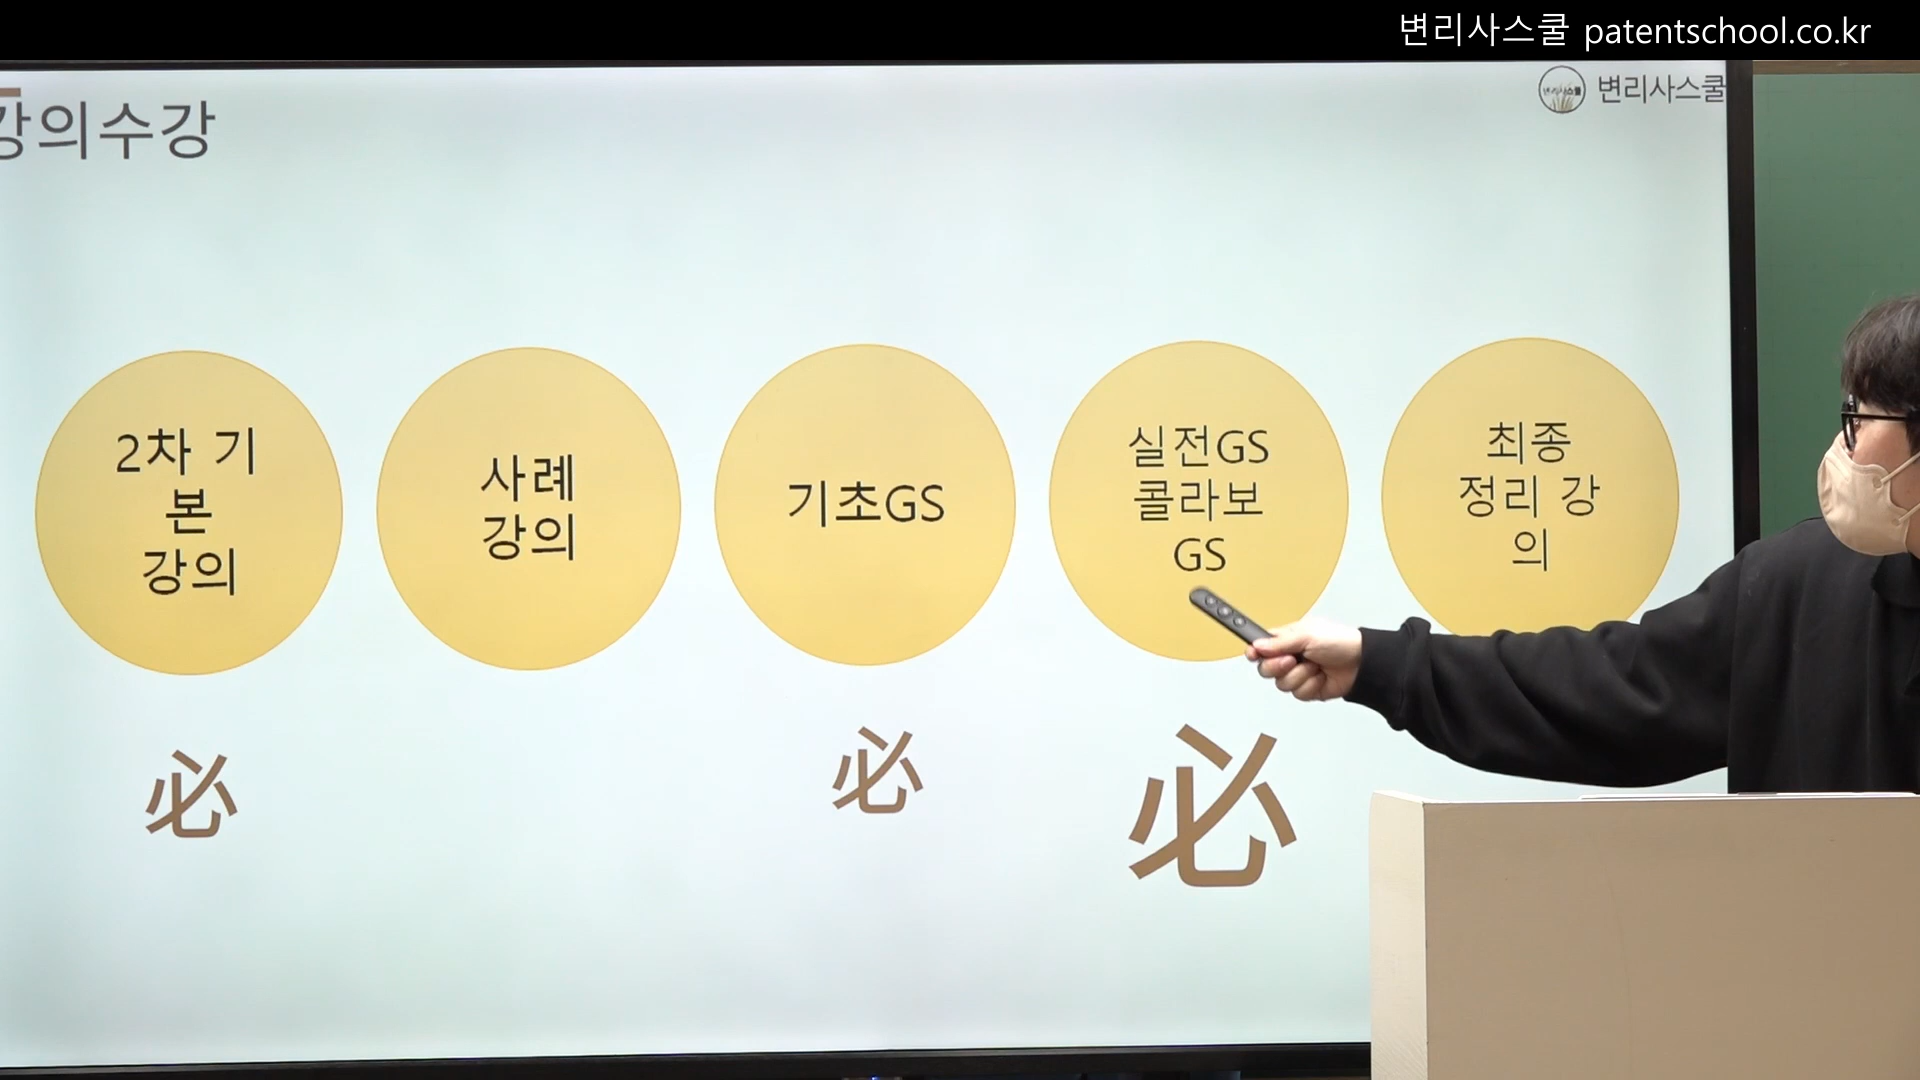 변리사스쿨 patentschool.co.kr
변리사스쿨
강의수강
2차 기
본
강의
사례
강의
기초GS
실전GS
콜라보
GS
최종
정리 강
의
必
必
必